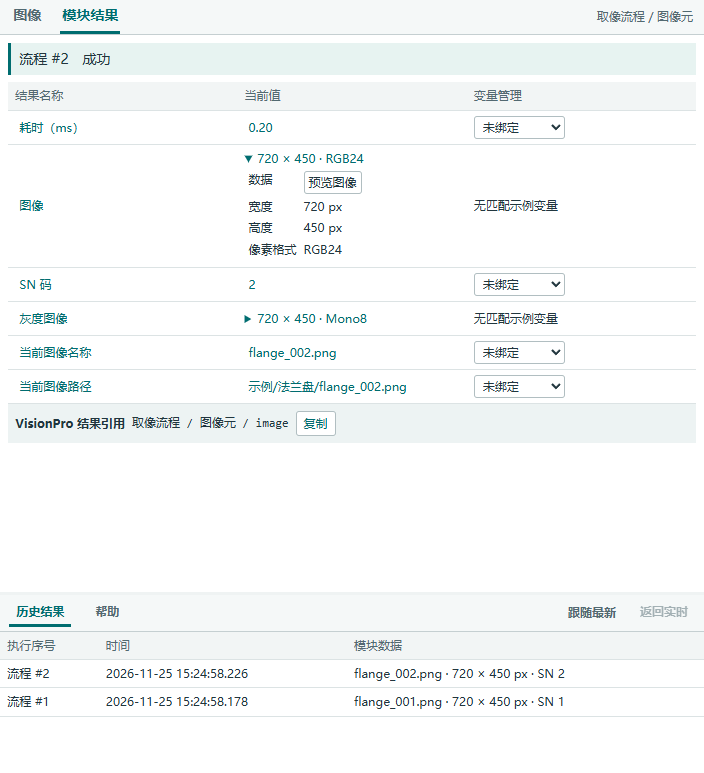 图像 模块结果 取像流程 / 图像元
流程 #2 成功
结果名称 当前值 变量管理
耗时（ms） 0.20 未绑定
图像 ▼ 720 × 450 · RGB24 无匹配示例变量
数据 预览图像
宽度 720 px
高度 450 px
像素格式 RGB24
SN 码 2 未绑定
灰度图像 ▶ 720 × 450 · Mono8 无匹配示例变量
当前图像名称 flange_002.png 未绑定
当前图像路径 示例/法兰盘/flange_002.png 未绑定
VisionPro 结果引用 取像流程 / 图像元 / image 复制
历史结果 帮助 跟随最新 返回实时
执行序号 时间 模块数据
流程 #2 2026-11-25 15:24:58.226 flange_002.png · 720 × 450 px · SN 2
流程 #1 2026-11-25 15:24:58.178 flange_001.png · 720 × 450 px · SN 1